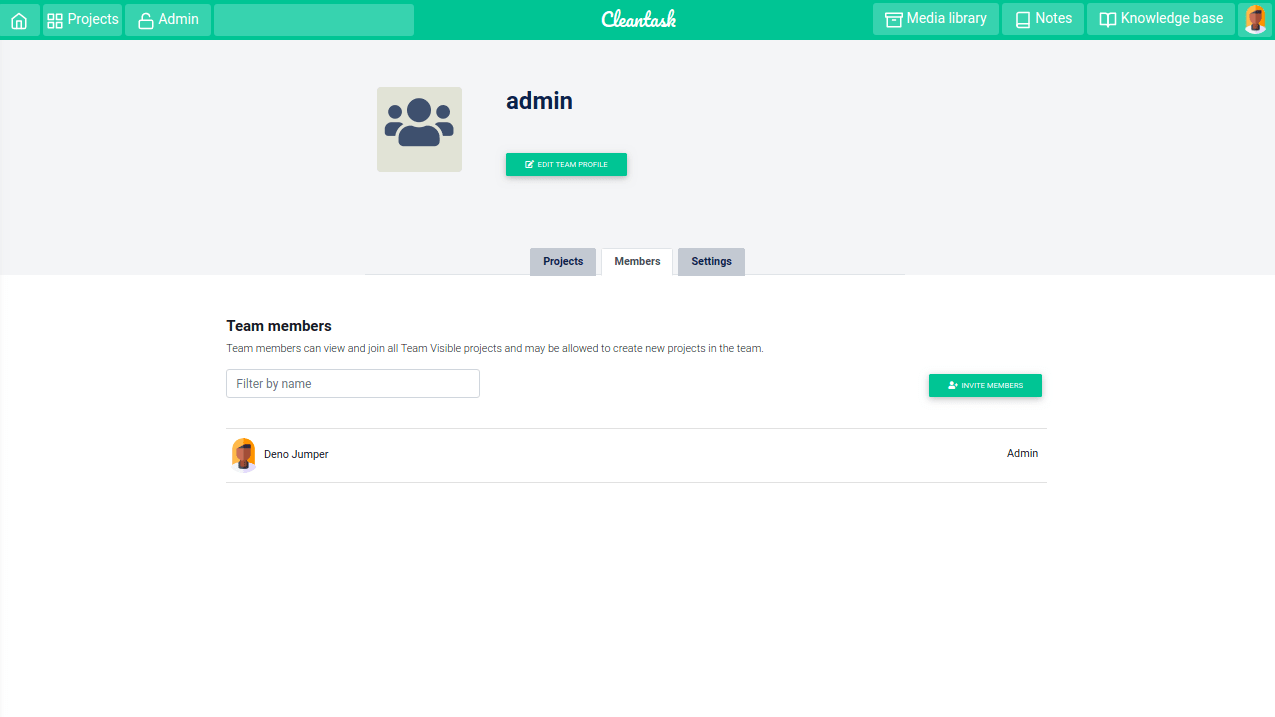 Projects Admin Cleantask Media library Notes Knowledge base
admin
EDIT TEAM PROFILE
Projects Members Settings
Team members
Team members can view and join all Team Visible projects and may be allowed to create new projects in the team.
Filter by name INVITE MEMBERS
Deno Jumper Admin